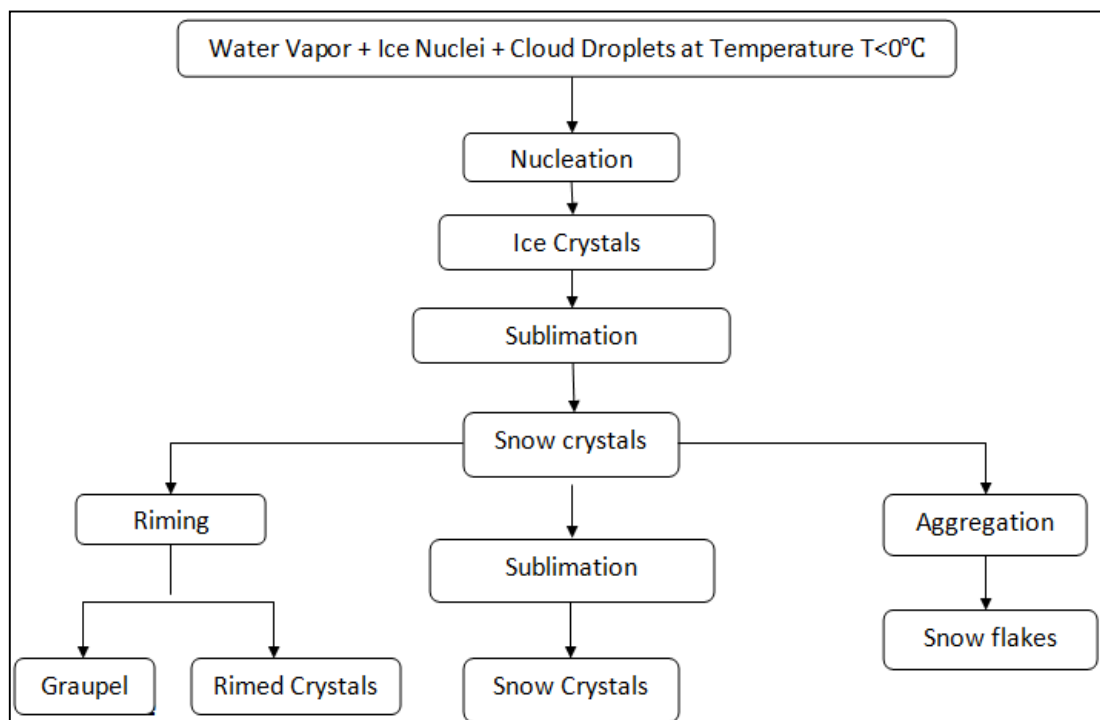 Water Vapor + Ice Nuclei + Cloud Droplets at Temperature T<0℃
Nucleation
Ice Crystals
Sublimation
Snow crystals
Riming
Aggregation
Sublimation
Snow flakes
Graupel
Rimed Crystals
Snow Crystals